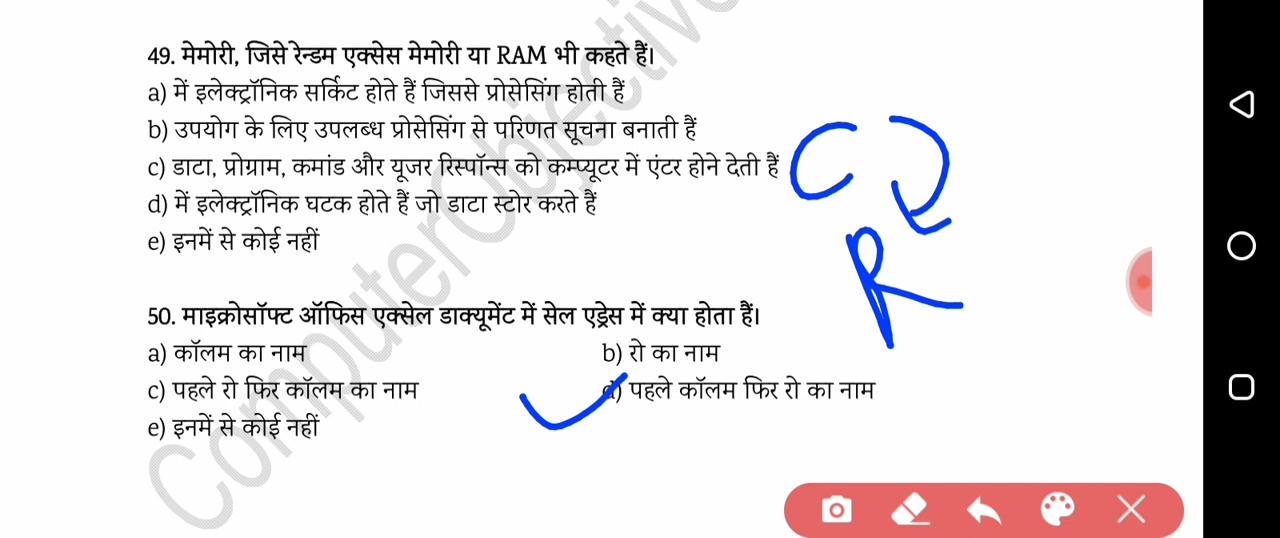 49. मेमोरी, जिसे रेन्डम एक्सेस मेमोरी या RAM भी कहते हैं।
a) में इलेक्ट्रॉनिक सर्किट होते हैं जिससे प्रोसेसिंग होती हैं
b) उपयोग के लिए उपलब्ध प्रोसेसिंग से परिणत सूचना बनाती हैं
c) डाटा, प्रोग्राम, कमांड और यूजर रिस्पॉन्स को कम्प्यूटर में एंटर होने देती हैं
d) में इलेक्ट्रॉनिक घटक होते हैं जो डाटा स्टोर करते हैं
e) इनमें से कोई नहीं
C
R
50. माइक्रोसॉफ्ट ऑफिस एक्सेल डाक्यूमेंट में सेल एड्रेस में क्या होता हैं।
a) कॉलम का नाम b) रो का नाम
c) पहले रो फिर कॉलम का नाम d) पहले कॉलम फिर रो का नाम
e) इनमें से कोई नहीं
ComputerObjective